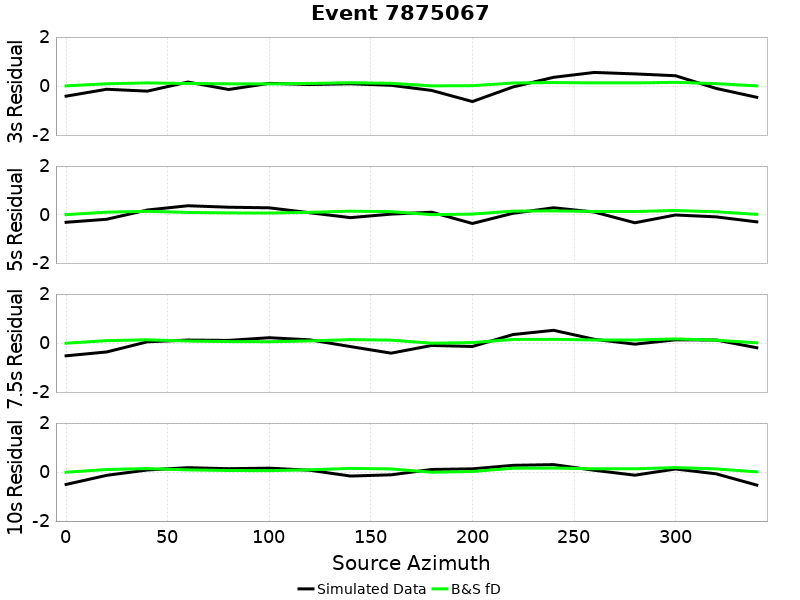 Event 7875067
3s Residual
2
0
-2
5s Residual
2
0
-2
7.5s Residual
2
0
-2
10s Residual
2
0
-2
0 50 100 150 200 250 300
Source Azimuth
Simulated Data B&S fD